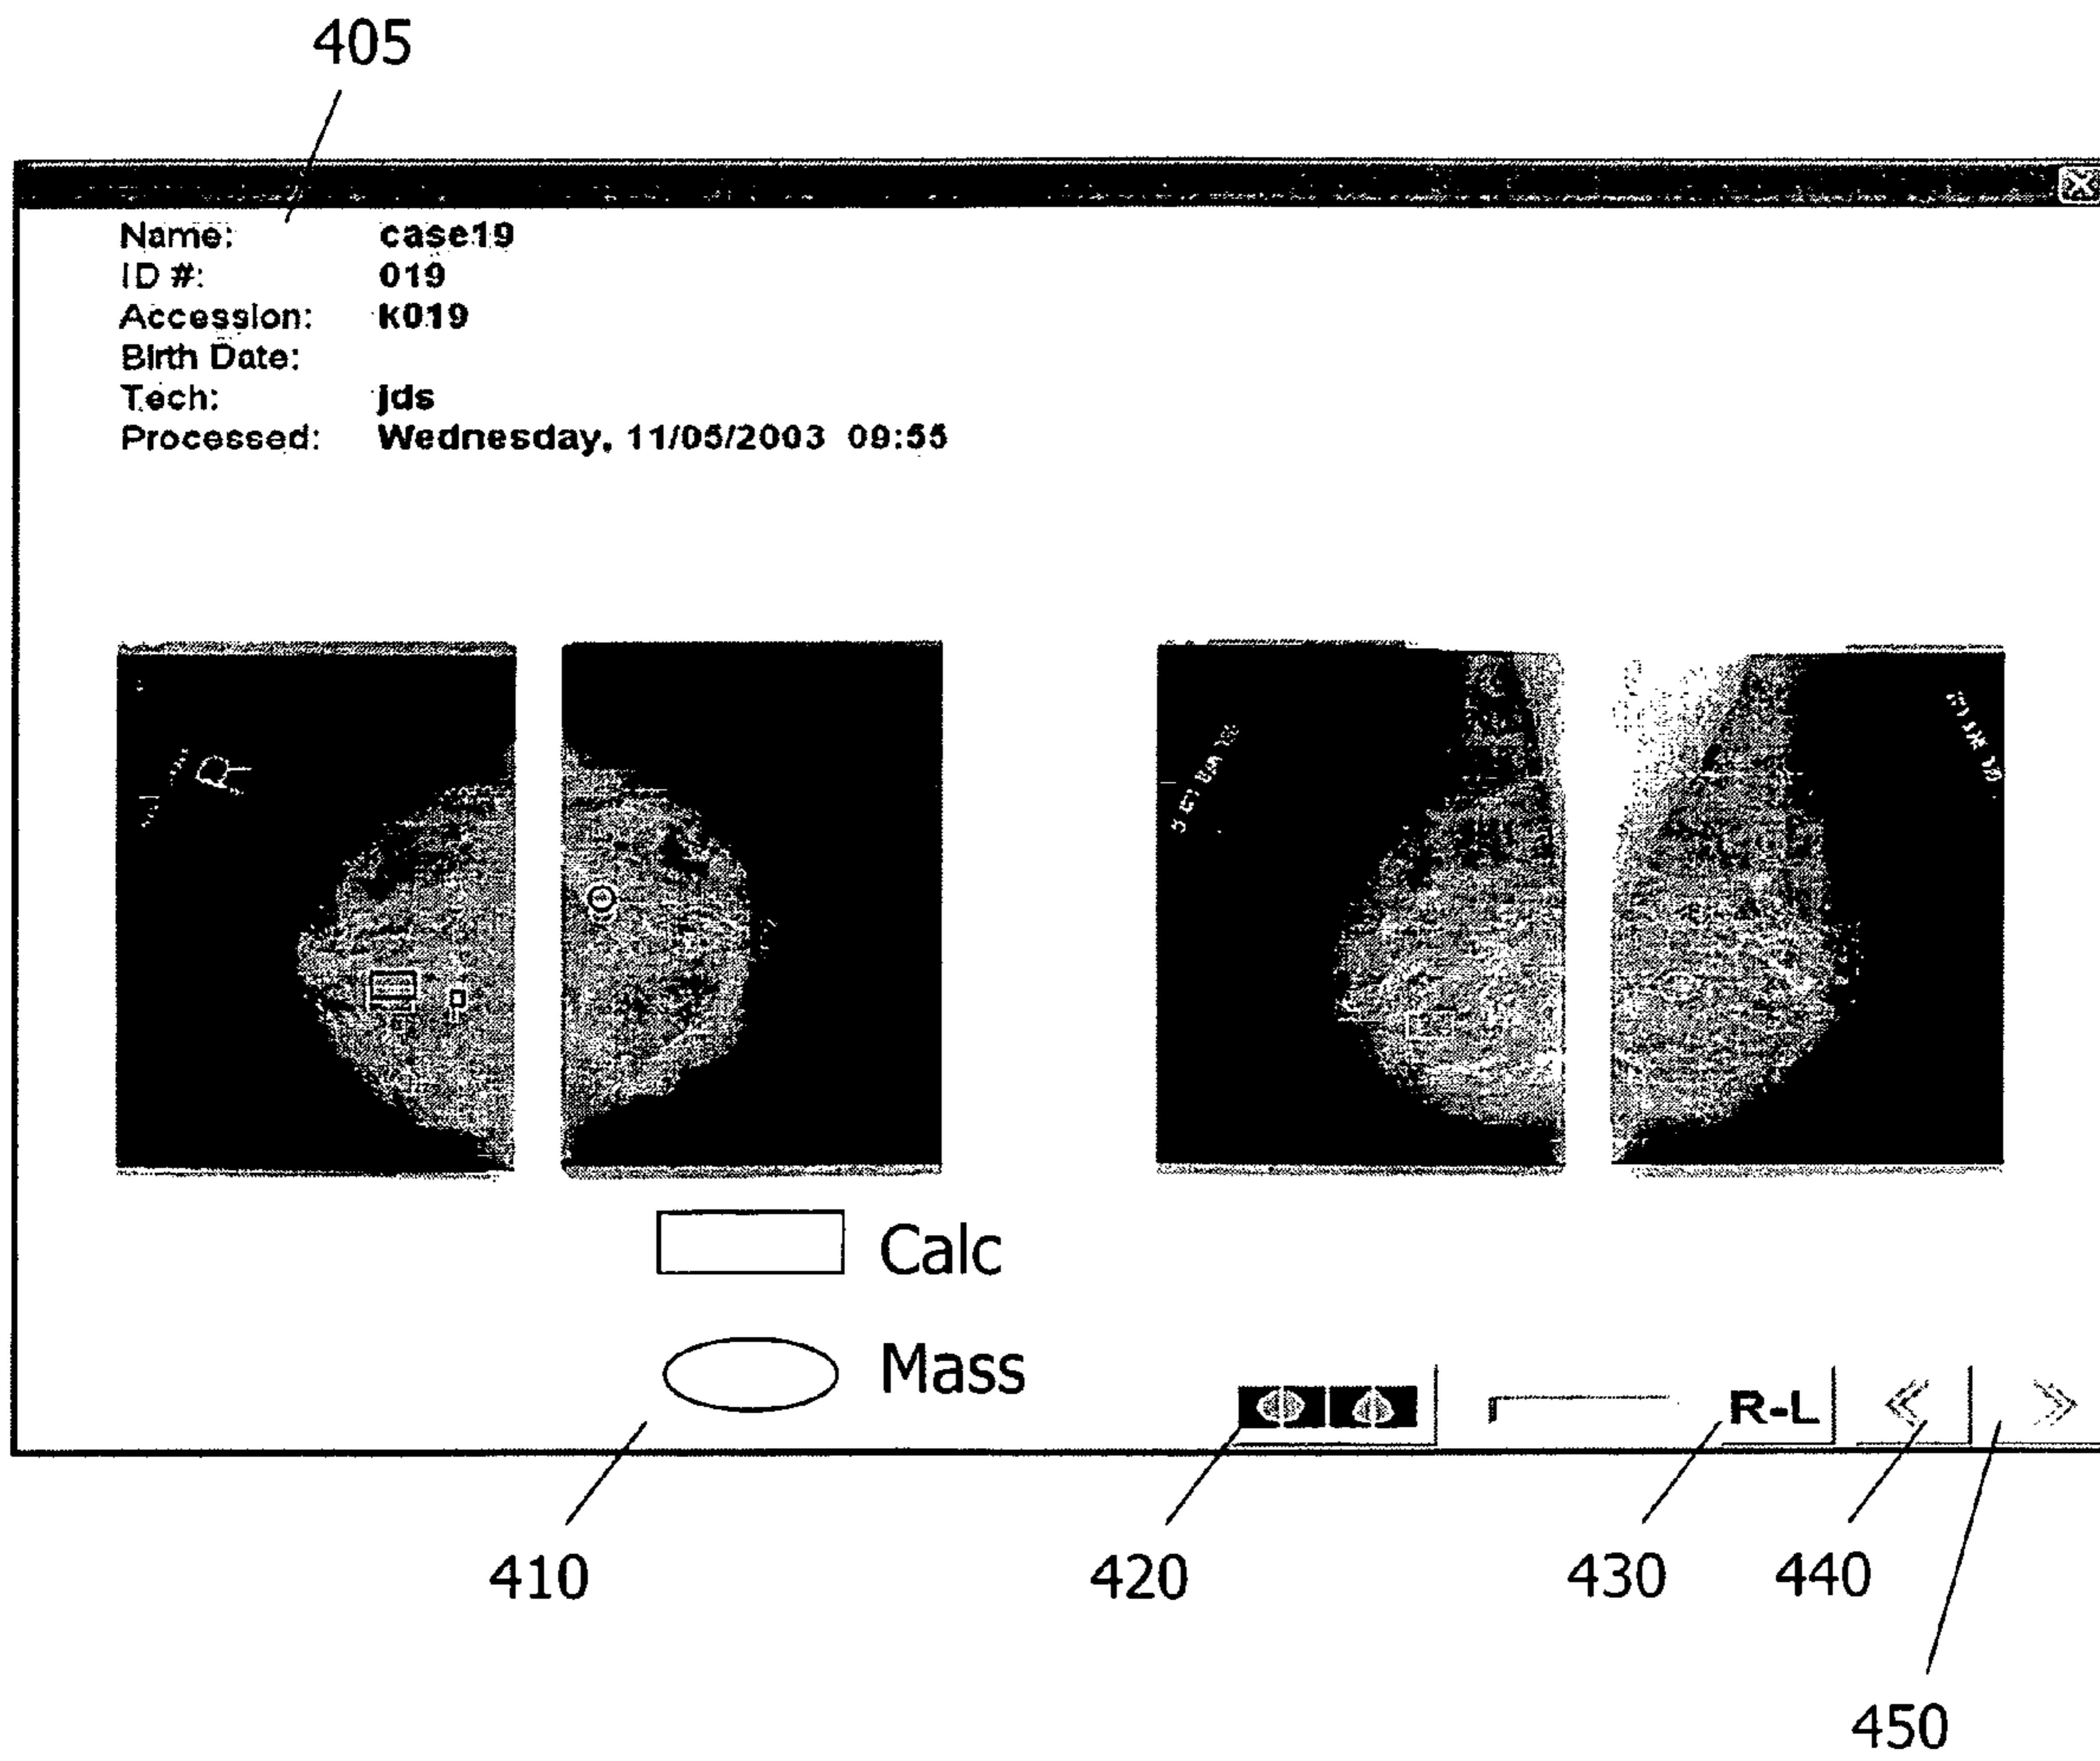 405
Name: case19
ID #: 019
Accession: k019
Birth Date:
Tech: jds
Processed: Wednesday, 11/05/2003 09:55
Calc
Mass
R-L
410 420 430 440
450